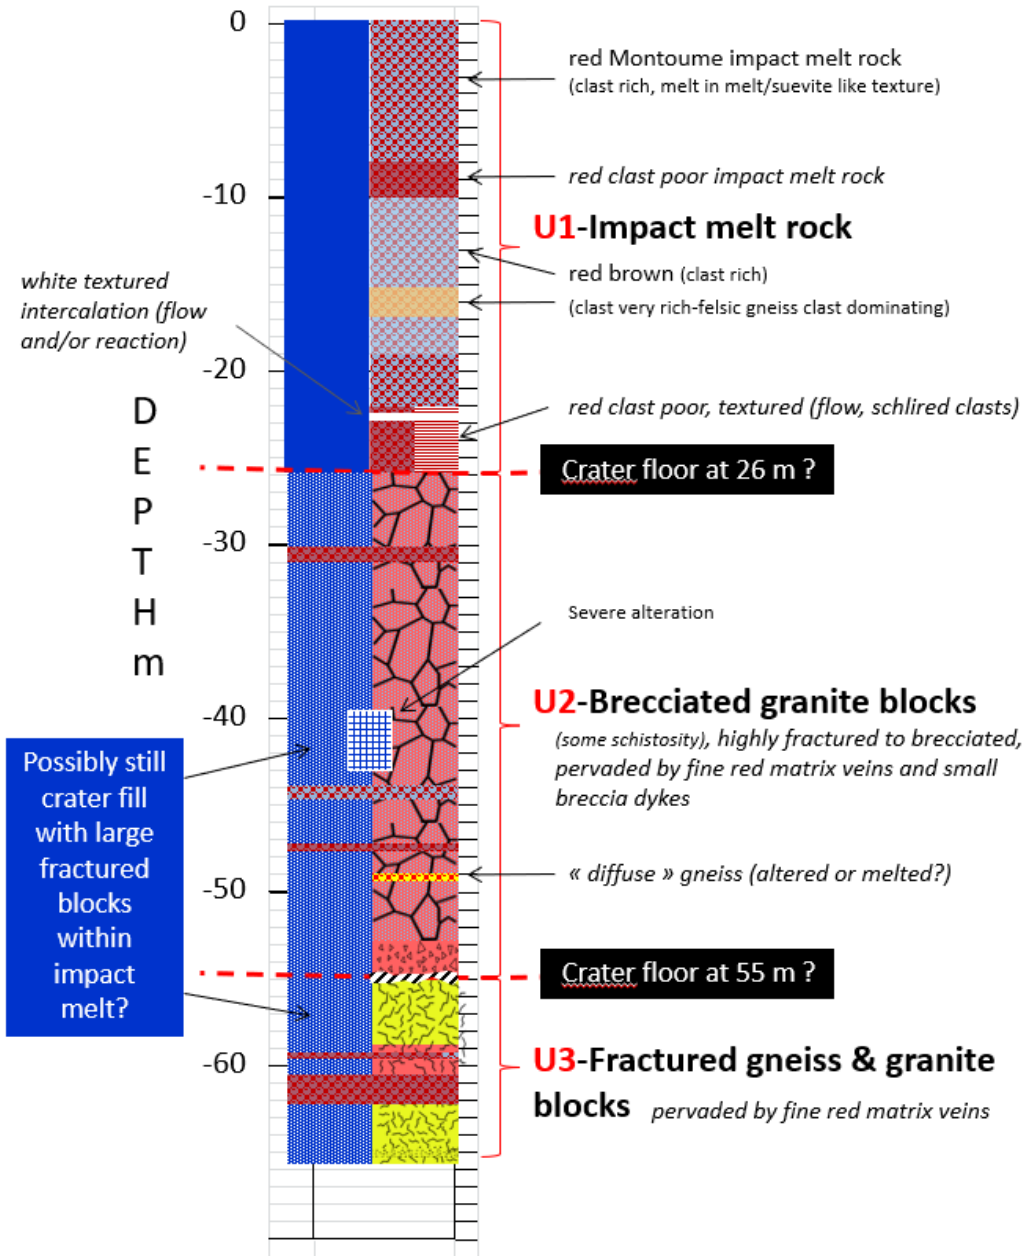 0
red Montoume impact melt rock
(clast rich, melt in melt/suevite like texture)
red clast poor impact melt rock
-10
U1-Impact melt rock
red brown (clast rich)
white textured
intercalation (flow
and/or reaction)
(clast very rich-felsic gneiss clast dominating)
-20
D
E
P
T
H
m
red clast poor, textured (flow, schlired clasts)
Crater floor at 26 m ?
-30
Severe alteration
-40
U2-Brecciated granite blocks
(some schistosity), highly fractured to brecciated,
pervaded by fine red matrix veins and small
breccia dykes
Possibly still
crater fill
with large
fractured
blocks
within
impact
melt?
« diffuse » gneiss (altered or melted?)
-50
Crater floor at 55 m ?
-60
U3-Fractured gneiss & granite
blocks pervaded by fine red matrix veins